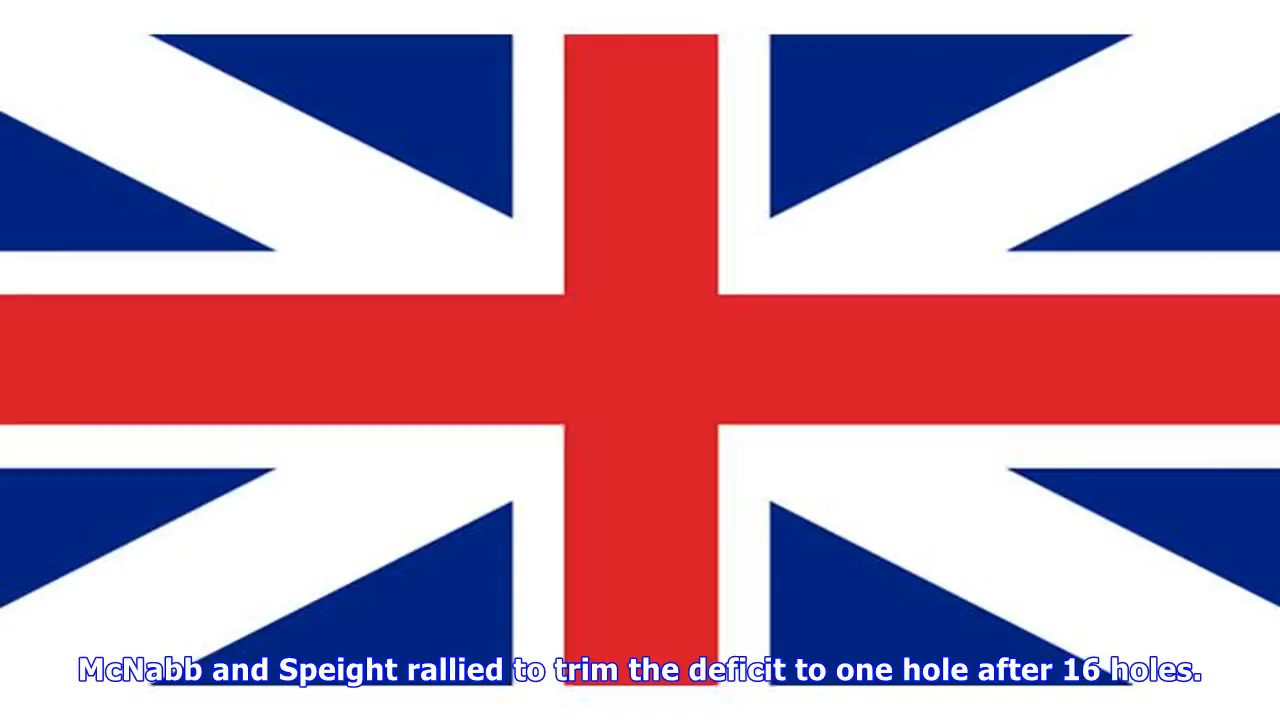 McNabb and Speight rallied to trim the deficit to one hole after 16 holes.